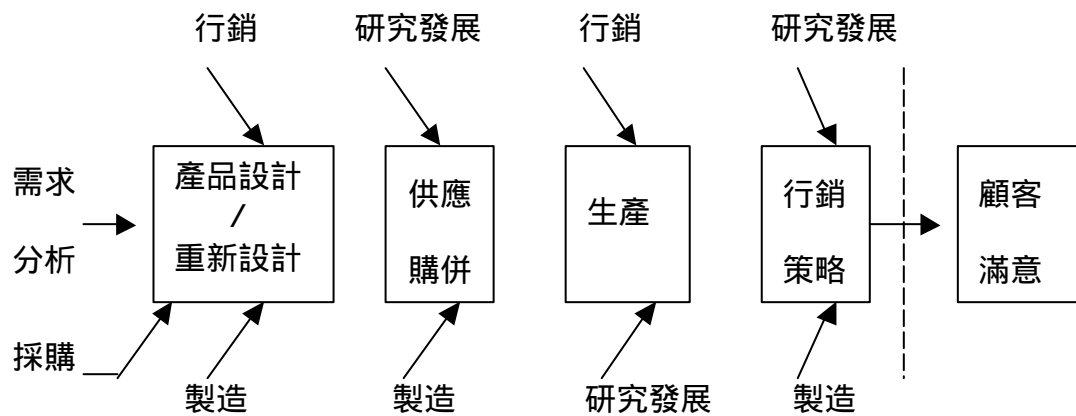 行銷
研究發展
行銷
研究發展
需求
分析
產品設計
/
重新設計
供應
購併
生產
行銷
策略
顧客
滿意
採購
製造
製造
研究發展
製造